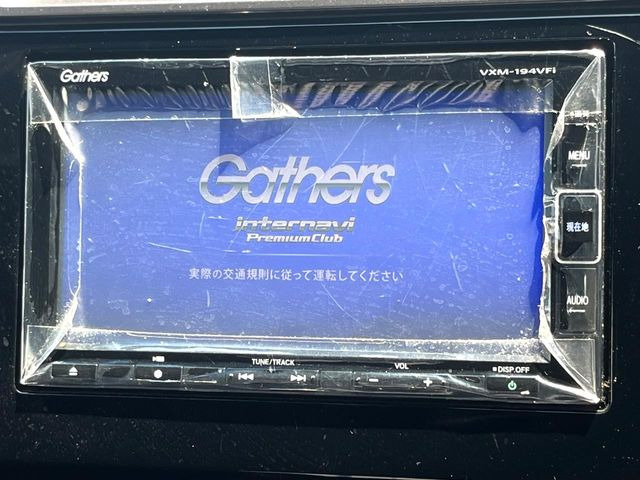 Gathers
VXM-194VFi
MENU
Gathers
internavi
PremiumClub
現在地
実際の交通規則に従って運転してください
AUDIO
TUNE/TRACK
VOL
DISP.OFF